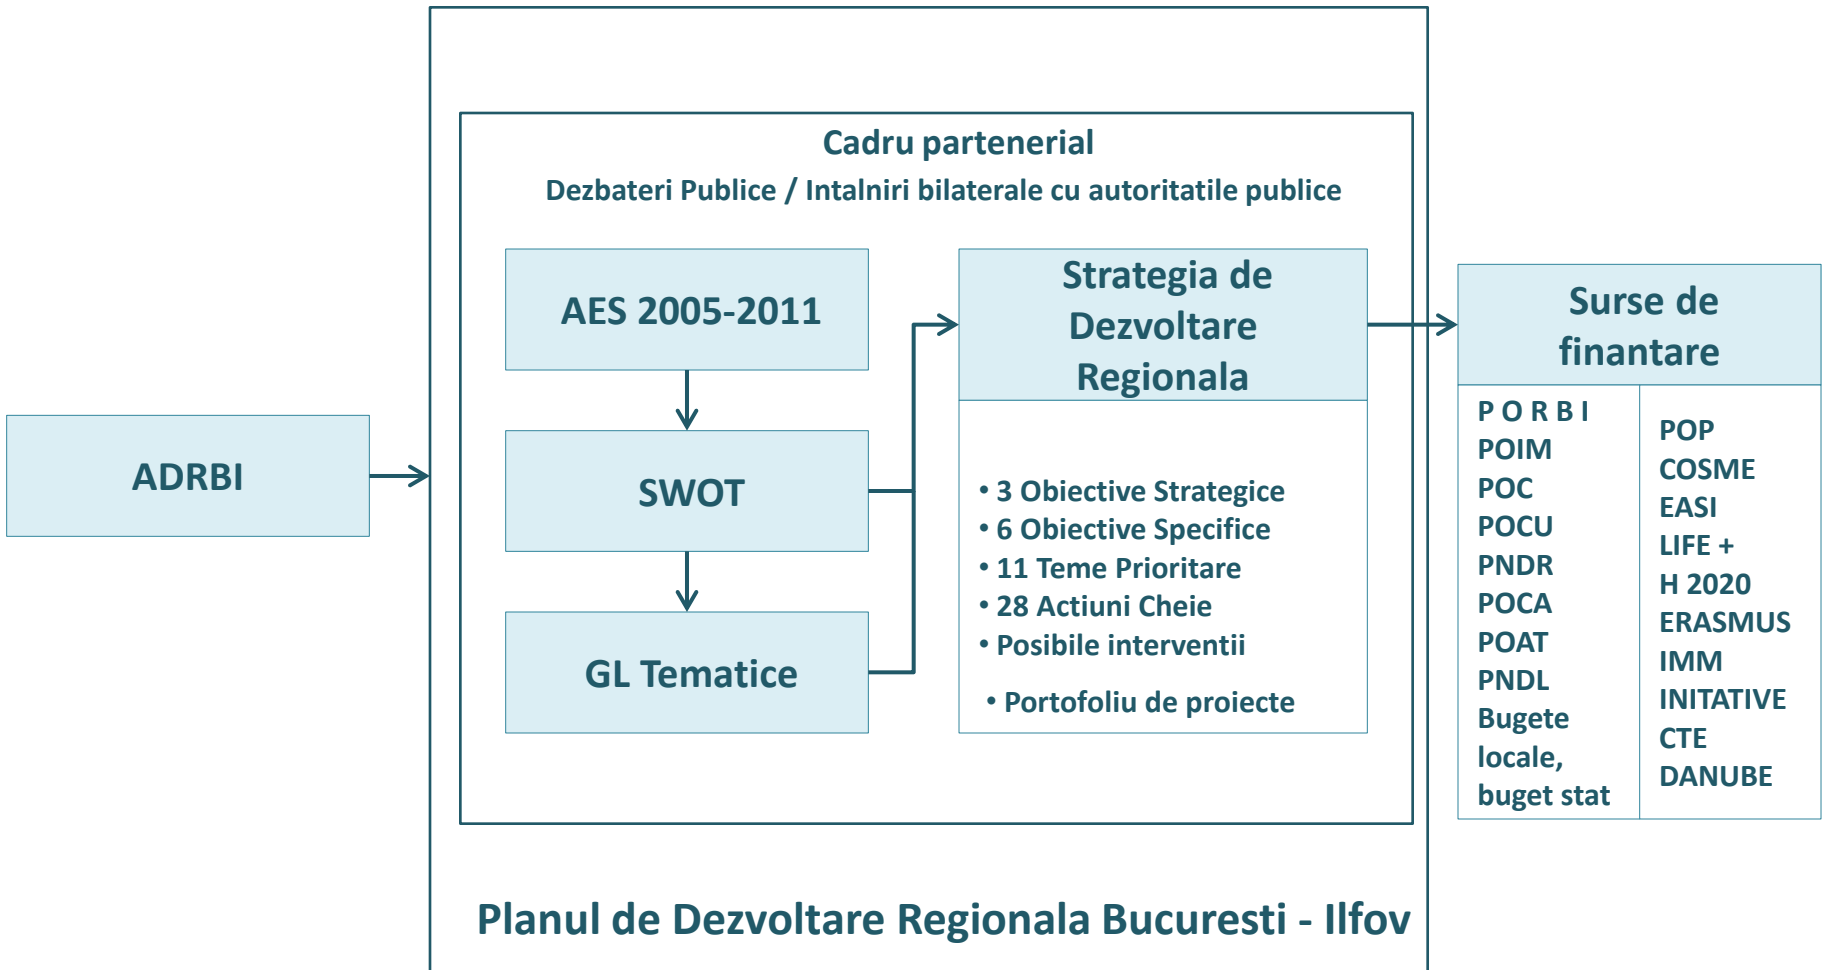 ADRBI
Cadru partenerial
Dezbateri Publice / Intalniri bilaterale cu autoritatile publice
AES 2005-2011
SWOT
GL Tematice
Strategia de
Dezvoltare
Regionala
• 3 Obiective Strategice
• 6 Obiective Specifice
• 11 Teme Prioritare
• 28 Actiuni Cheie
• Posibile interventii
• Portofoliu de proiecte
Surse de
finantare
P O R B I
POIM
POC
POCU
PNDR
POCA
POAT
PNDL
Bugete
locale,
buget stat
POP
COSME
EASI
LIFE +
H 2020
ERASMUS
IMM
INITATIVE
CTE
DANUBE
Planul de Dezvoltare Regionala Bucuresti - Ilfov